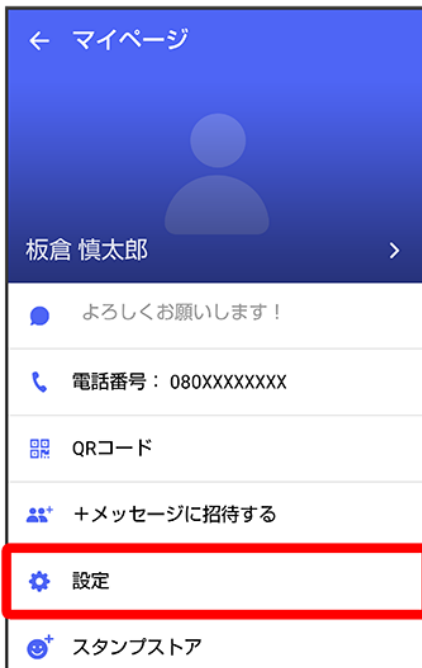 ← マイページ
板倉 慎太郎
よろしくお願いします！
電話番号： 080XXXXXXXX
QRコード
＋メッセージに招待する
設定
スタンプストア